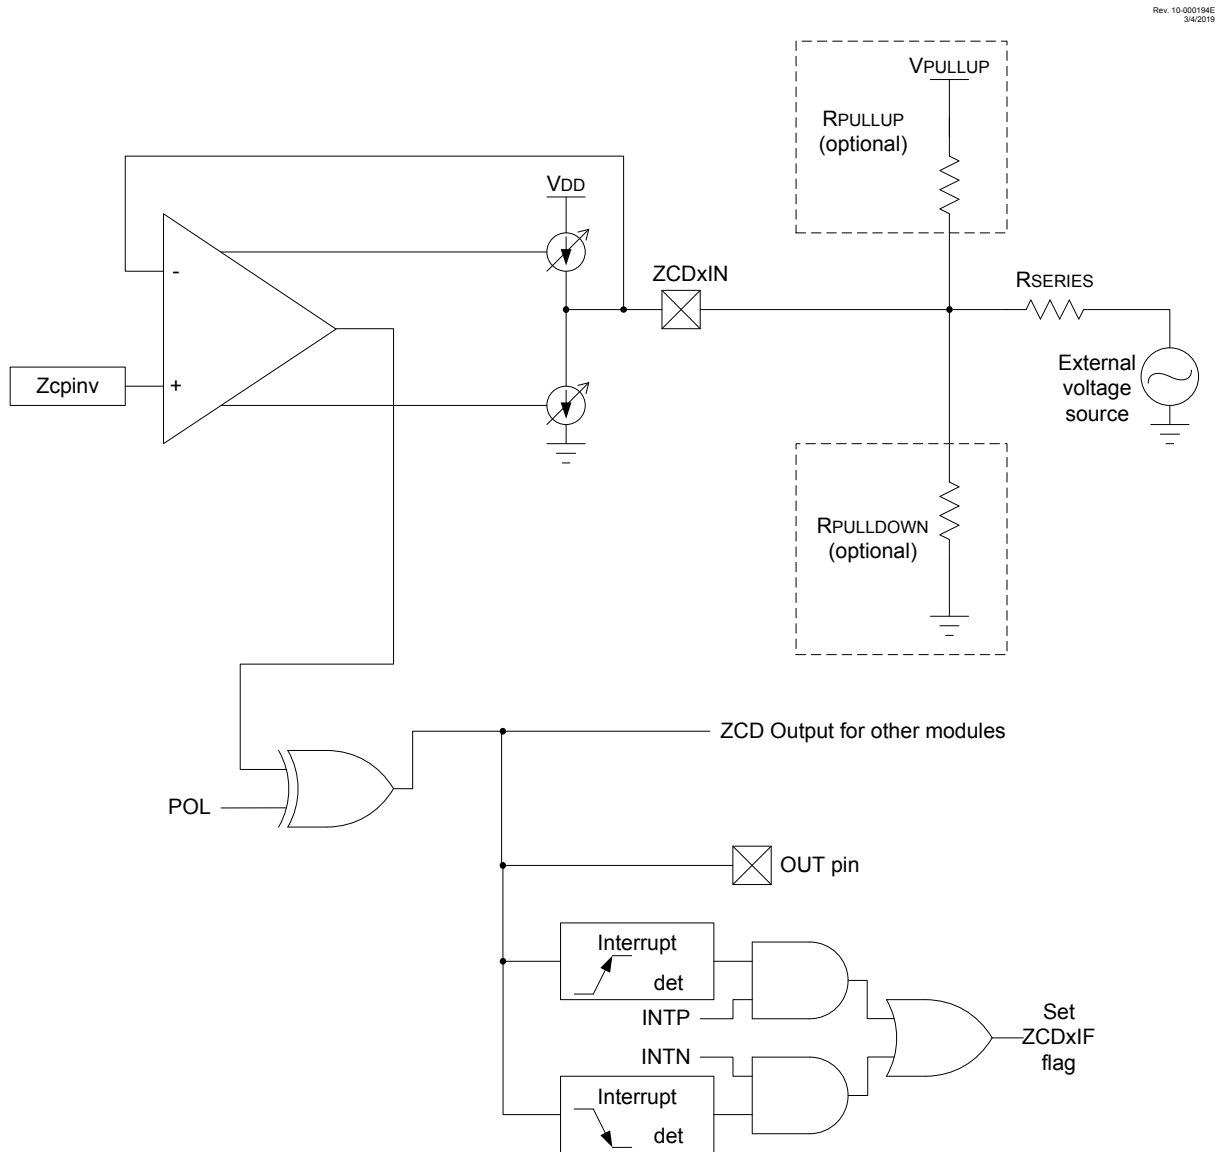 Rev. 10-000194E
3/4/2019
VPULLUP
RPULLUP
(optional)
VDD
-
ZCDxIN
RSERIES
Zcpinv
+
External
voltage
source
RPULLDOWN
(optional)
ZCD Output for other modules
POL
OUT pin
Interrupt
det
INTP
Set
ZCDxIF
flag
INTN
Interrupt
det